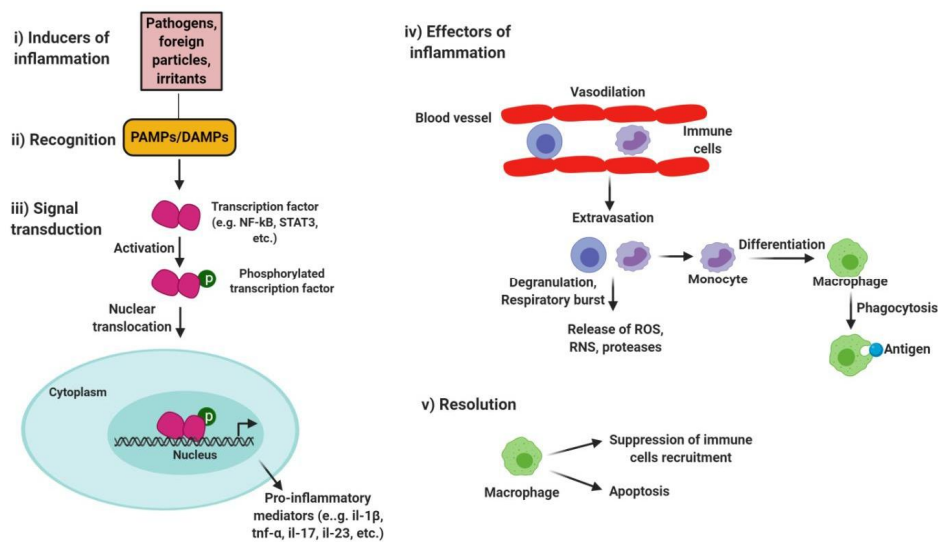 i) Inducers of
inflammation
Pathogens,
foreign
particles,
irritants
ii) Recognition
PAMPs/DAMPs
iii) Signal
transduction
Transcription factor
(e.g. NF-kB, STAT3,
etc.)
Activation
p
Phosphorylated
transcription factor
Nuclear
translocation
Cytoplasm
p
Nucleus
Pro-inflammatory
mediators (e..g. il-1β,
tnf-α, il-17, il-23, etc.)
iv) Effectors of
inflammation
Vasodilation
Blood vessel
Immune
cells
Extravasation
Differentiation
Monocyte
Macrophage
Degranulation,
Respiratory burst
Phagocytosis
Release of ROS,
RNS, proteases
Antigen
v) Resolution
Suppression of immune
cells recruitment
Macrophage
Apoptosis